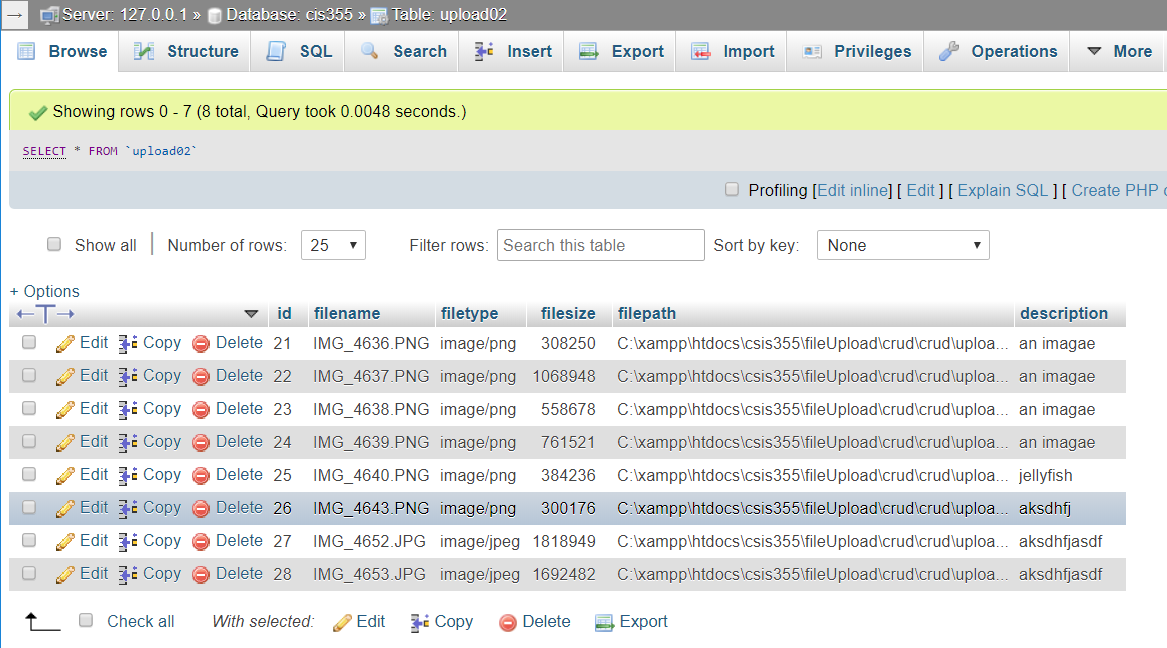 Server: 127.0.0.1 » Database: cis355 » Table: upload02
Browse Structure SQL Search Insert Export Import Privileges Operations More
Showing rows 0 - 7 (8 total, Query took 0.0048 seconds.)
SELECT * FROM `upload02`
Profiling [Edit inline] [ Edit ] [ Explain SQL ] [ Create PHP
Show all Number of rows: 25 Filter rows: Search this table Sort by key: None
+ Options
←T→ id filename filetype filesize filepath description
Edit Copy Delete 21 IMG_4636.PNG image/png 308250 C:\xampp\htdocs\csis355\fileUpload\crud\crud\uploa... an imagae
Edit Copy Delete 22 IMG_4637.PNG image/png 1068948 C:\xampp\htdocs\csis355\fileUpload\crud\crud\uploa... an imagae
Edit Copy Delete 23 IMG_4638.PNG image/png 558678 C:\xampp\htdocs\csis355\fileUpload\crud\crud\uploa... an imagae
Edit Copy Delete 24 IMG_4639.PNG image/png 761521 C:\xampp\htdocs\csis355\fileUpload\crud\crud\uploa... an imagae
Edit Copy Delete 25 IMG_4640.PNG image/png 384236 C:\xampp\htdocs\csis355\fileUpload\crud\crud\uploa... jellyfish
Edit Copy Delete 26 IMG_4643.PNG image/png 300176 C:\xampp\htdocs\csis355\fileUpload\crud\crud\uploa... aksdhfj
Edit Copy Delete 27 IMG_4652.JPG image/jpeg 1818949 C:\xampp\htdocs\csis355\fileUpload\crud\crud\uploa... aksdhfjasdf
Edit Copy Delete 28 IMG_4653.JPG image/jpeg 1692482 C:\xampp\htdocs\csis355\fileUpload\crud\crud\uploa... aksdhfjasdf
Check all With selected: Edit Copy Delete Export